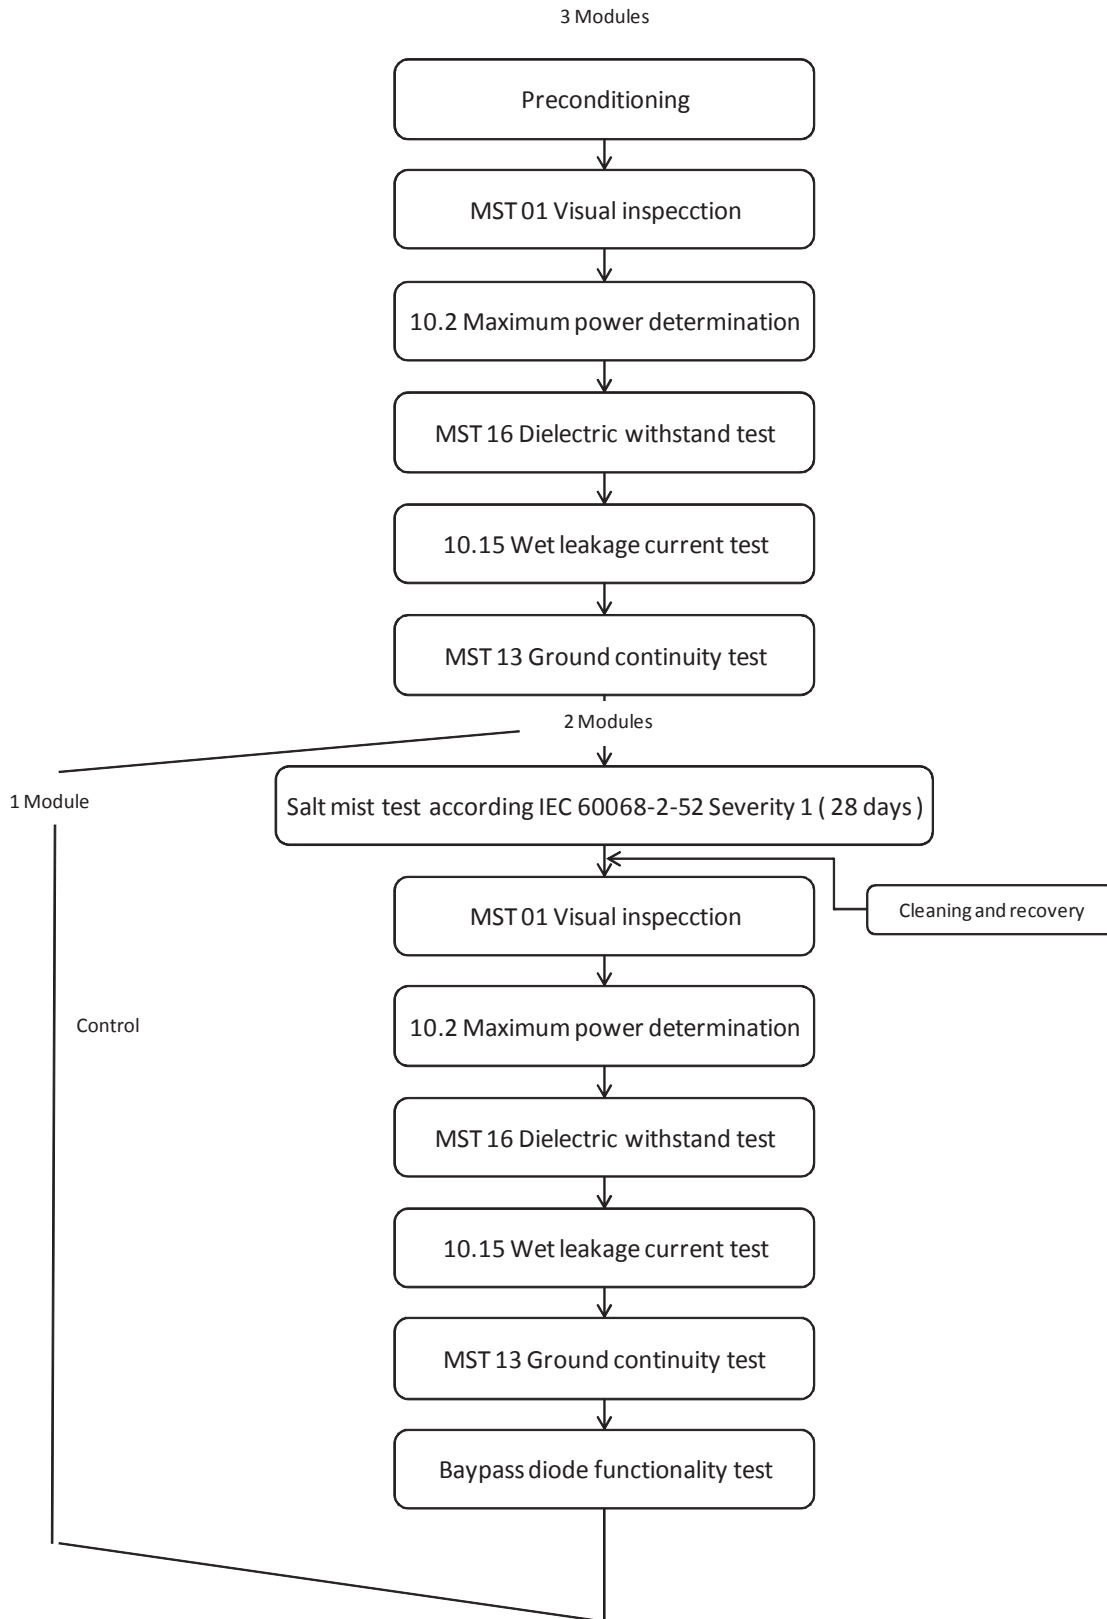 3 Modules
Preconditioning
MST 01 Visual inspecction
10.2 Maximum power determination
MST 16 Dielectric withstand test
10.15 Wet leakage current test
MST 13 Ground continuity test
2 Modules
1 Module
Salt mist test according IEC 60068-2-52 Severity 1 ( 28 days )
MST 01 Visual inspecction
Cleaning and recovery
10.2 Maximum power determination
Control
MST 16 Dielectric withstand test
10.15 Wet leakage current test
MST 13 Ground continuity test
Baypass diode functionality test